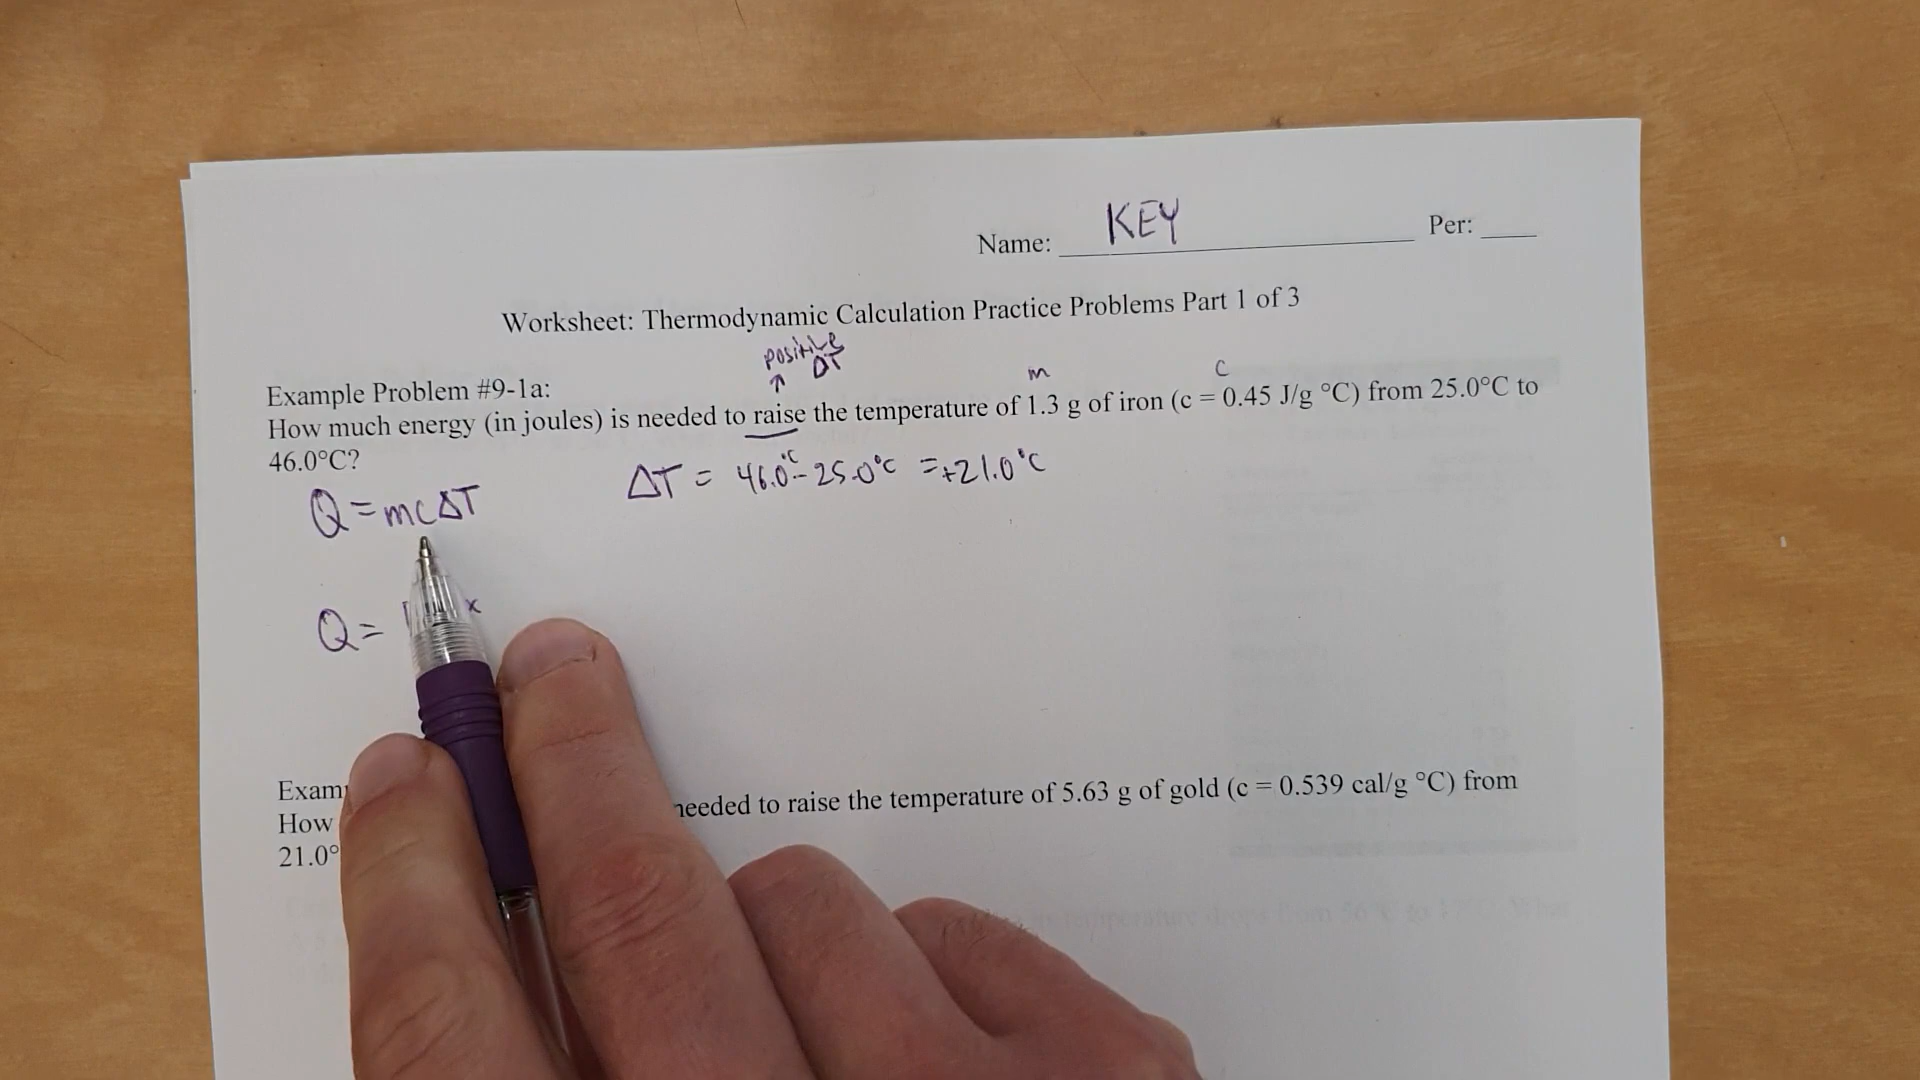 Name: KEY Per:
Worksheet: Thermodynamic Calculation Practice Problems Part 1 of 3
positive
↑ ΔT
m c
Example Problem #9-1a:
How much energy (in joules) is needed to raise the temperature of 1.3 g of iron (c = 0.45 J/g °C) from 25.0°C to
46.0°C?
ΔT = 46.0°C - 25.0°C = +21.0°C
Q = mcΔT
Q = x
How needed to raise the temperature of 5.63 g of gold (c = 0.539 cal/g °C) from
21.0°